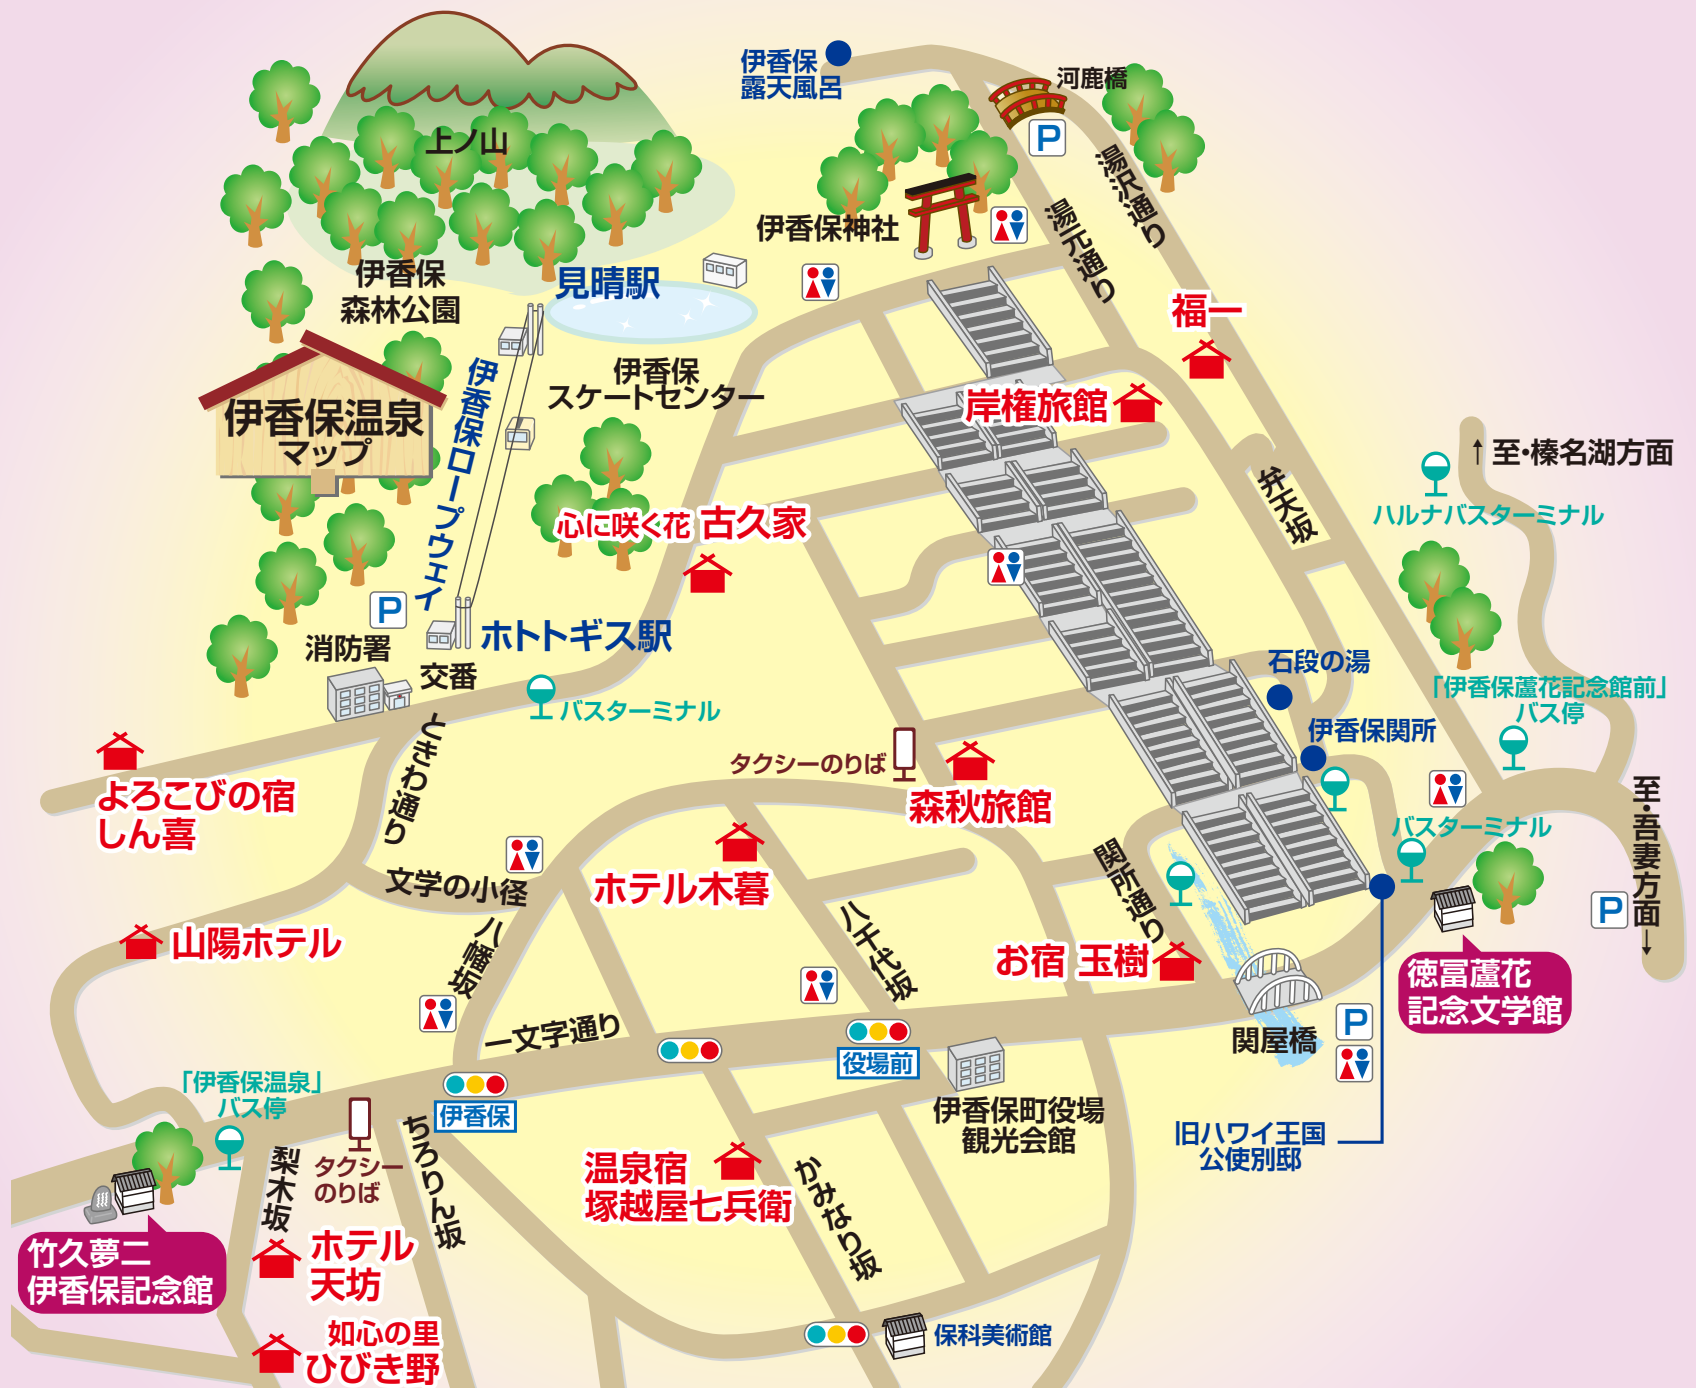 伊香保
露天風呂
河鹿橋
P
上ノ山
湯沢通り
湯元通り
伊香保神社
伊香保
森林公園
見晴駅
福一
伊香保温泉
マップ
伊香保ロープウェイ
伊香保
スケートセンター
岸権旅館
至・榛名湖方面
ハルナバスターミナル
弁天坂
心に咲く花 古久家
P
ホトトギス駅
消防署
交番
バスターミナル
石段の湯
「伊香保蘆花記念館前」
バス停
伊香保関所
タクシーのりば
森秋旅館
よろこびの宿
しん喜
ときわ通り
至・吾妻方面
バスターミナル
文学の小径
ホテル木暮
関所通り
P
山陽ホテル
八幡坂
八千代坂
お宿 玉樹
徳冨蘆花
記念文学館
一文字通り
役場前
関屋橋
P
「伊香保温泉」
バス停
伊香保
伊香保町役場
観光会館
旧ハワイ王国
公使別邸
梨木坂
タクシー
のりば
ちろりん坂
温泉宿
塚越屋七兵衛
かみなり坂
竹久夢二
伊香保記念館
ホテル
天坊
如心の里
ひびき野
保科美術館